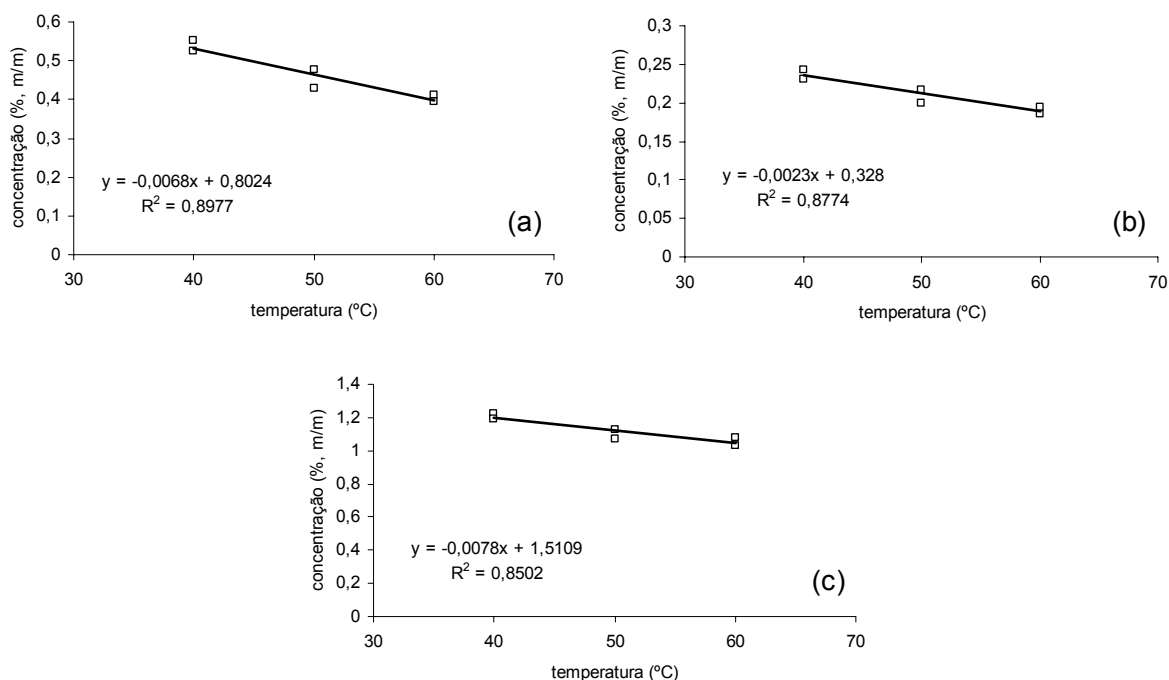 0,6
0,5
0,4
0,3
0,2
0,1
0
concentração (%, m/m)
y = -0,0068x + 0,8024
R² = 0,8977
(a)
30 40 50 60 70
temperatura (ºC)
0,3
0,25
0,2
0,15
0,1
0,05
0
concentração (%, m/m)
y = -0,0023x + 0,328
R² = 0,8774
(b)
30 40 50 60 70
temperatura (ºC)
1,4
1,2
1
0,8
0,6
0,4
0,2
0
concentração (%, m/m)
y = -0,0078x + 1,5109
R² = 0,8502
(c)
30 40 50 60 70
temperatura (ºC)